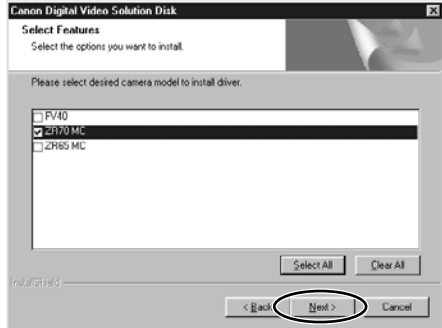 Canon Digital Video Solution Disk
Select Features
Select the options you want to install.
Please select desired camera model to install driver.
FV40
ZR70 MC
ZR65 MC
Select All Clear All
InstallShield
< Back Next > Cancel